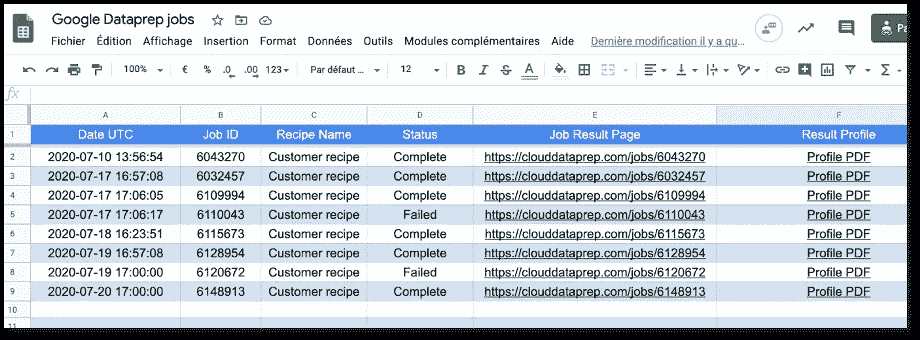 Google Dataprep jobs
Fichier Édition Affichage Insertion Format Données Outils Modules complémentaires Aide Dernière modification il y a qu... Pa
100% € % .0 .00 123 Par défaut ... 12 B I S A Σ
fx
A B C D E F
1 Date UTC Job ID Recipe Name Status Job Result Page Result Profile
2 2020-07-10 13:56:54 6043270 Customer recipe Complete https://clouddataprep.com/jobs/6043270 Profile PDF
3 2020-07-17 16:57:08 6032457 Customer recipe Complete https://clouddataprep.com/jobs/6032457 Profile PDF
4 2020-07-17 17:06:05 6109994 Customer recipe Complete https://clouddataprep.com/jobs/6109994 Profile PDF
5 2020-07-17 17:06:17 6110043 Customer recipe Failed https://clouddataprep.com/jobs/6110043 Profile PDF
6 2020-07-18 16:23:51 6115673 Customer recipe Complete https://clouddataprep.com/jobs/6115673 Profile PDF
7 2020-07-19 16:57:08 6128954 Customer recipe Complete https://clouddataprep.com/jobs/6128954 Profile PDF
8 2020-07-19 17:00:00 6120672 Customer recipe Failed https://clouddataprep.com/jobs/6120672 Profile PDF
9 2020-07-20 17:00:00 6148913 Customer recipe Complete https://clouddataprep.com/jobs/6148913 Profile PDF
10
11